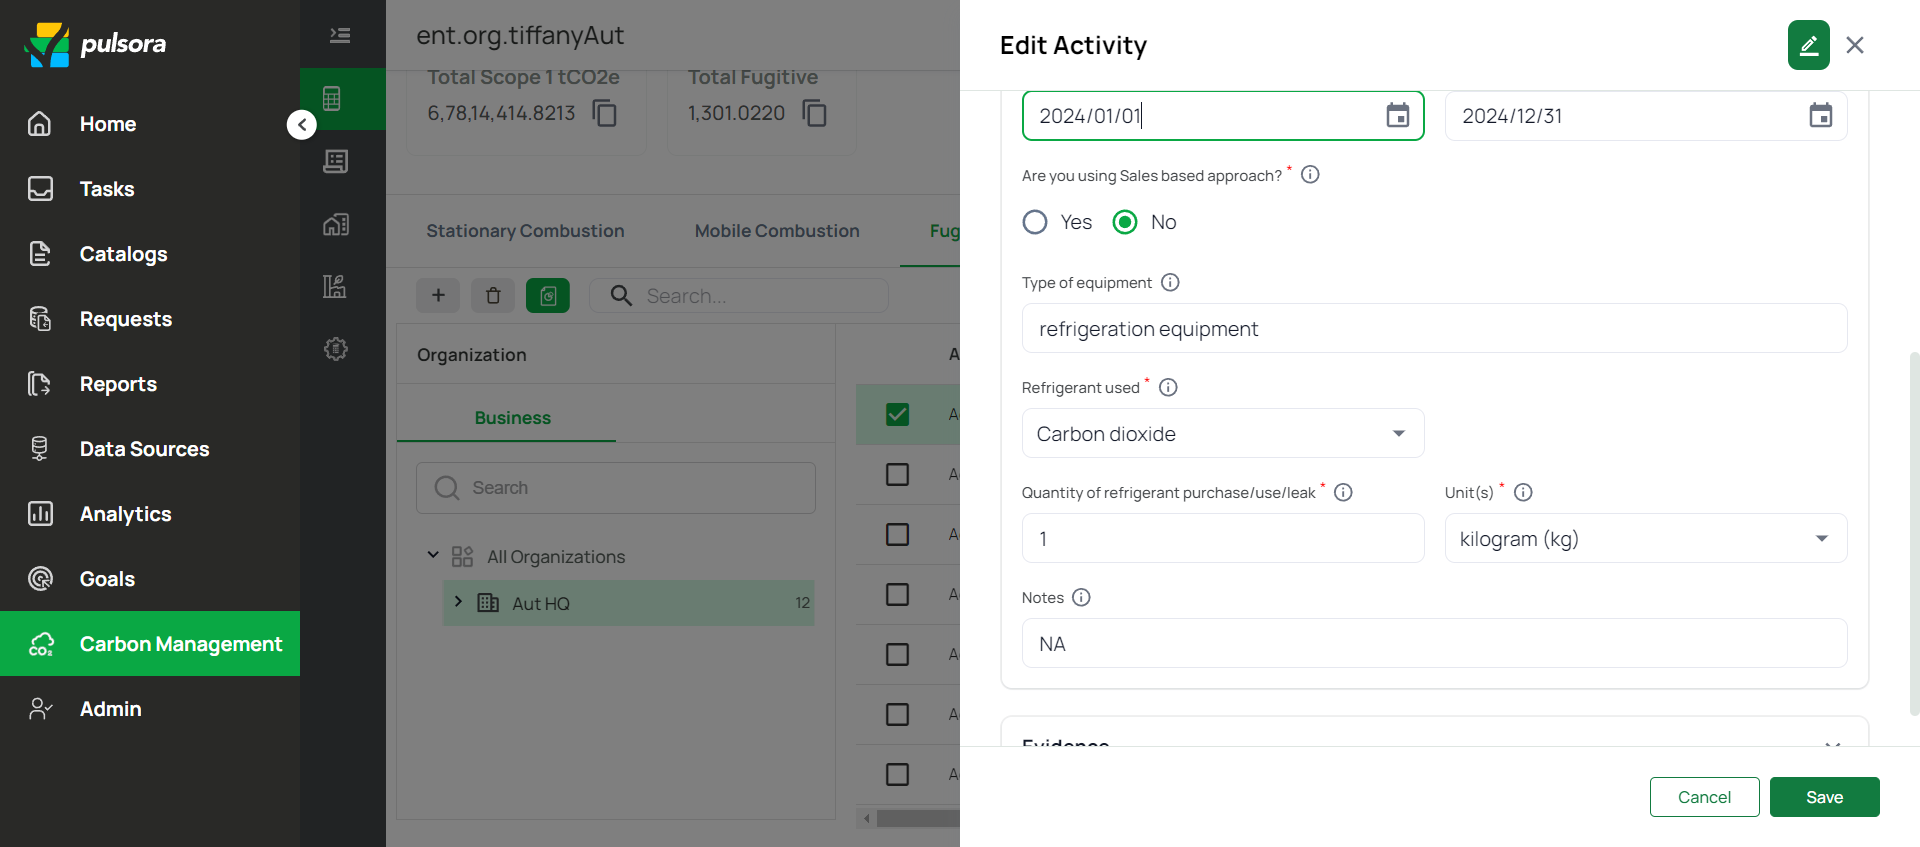 pulsora
Home
Tasks
Catalogs
Requests
Reports
Data Sources
Analytics
Goals
CO₂
Carbon Management
Admin
ent.org.tiffanyAut
Total Scope 1 tCO2e
6,78,14,414.8213
Total Fugitive
1,301.0220
Stationary Combustion
Mobile Combustion
Fug
Search...
Organization
A
Business
Search
All Organizations
Aut HQ
12
A
A
A
A
A
A
A
Edit Activity
2024/01/01
2024/12/31
Are you using Sales based approach? *
Yes
No
Type of equipment
refrigeration equipment
Refrigerant used *
Carbon dioxide
Quantity of refrigerant purchase/use/leak *
Unit(s) *
1
kilogram (kg)
Notes
NA
Evidence
Cancel
Save